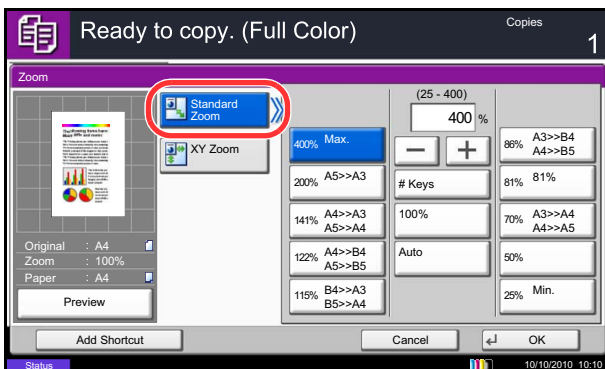 Ready to copy. (Full Color)
Copies
1
Zoom
Standard
Zoom
XY Zoom
(25 - 400)
400 %
400% Max.
200% A5>>A3
141% A4>>A3
A5>>A4
122% A4>>B4
A5>>B5
115% B4>>A3
B5>>A4
# Keys
100%
Auto
86% A3>>B4
A4>>B5
81% 81%
70% A3>>A4
A4>>A5
50%
25% Min.
Original : A4
Zoom : 100%
Paper : A4
Preview
Add Shortcut
Cancel
OK
Status
10/10/2010 10:10